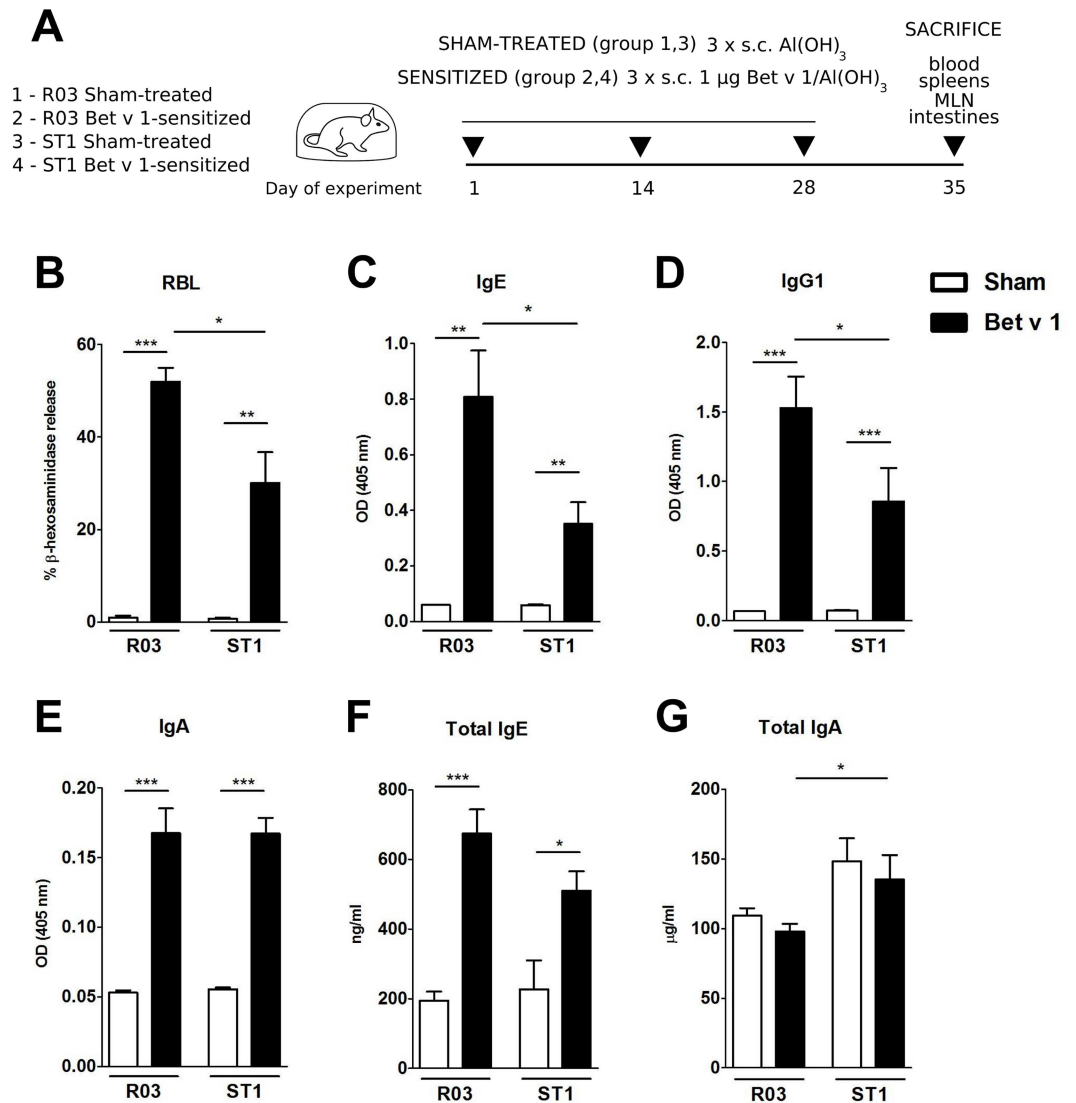 A
SHAM-TREATED (group 1,3) 3 x s.c. Al(OH)3
SENSITIZED (group 2,4) 3 x s.c. 1 µg Bet v 1/Al(OH)3
SACRIFICE
blood
spleens
MLN
intestines
1 - R03 Sham-treated
2 - R03 Bet v 1-sensitized
3 - ST1 Sham-treated
4 - ST1 Bet v 1-sensitized
Day of experiment
1 14 28 35
B
RBL
% β-hexosaminidase release
60
40
20
0
***
*
**
R03 ST1
C
IgE
OD (405 nm)
1.0
0.8
0.6
0.4
0.2
0.0
**
*
**
R03 ST1
D
IgG1
OD (405 nm)
2.0
1.5
1.0
0.5
0.0
***
*
***
R03 ST1
Sham
Bet v 1
E
IgA
OD (405 nm)
0.20
0.15
0.10
0.05
0.00
***
***
R03 ST1
F
Total IgE
ng/ml
800
600
400
200
0
***
*
R03 ST1
G
Total IgA
µg/ml
200
150
100
50
0
*
R03 ST1